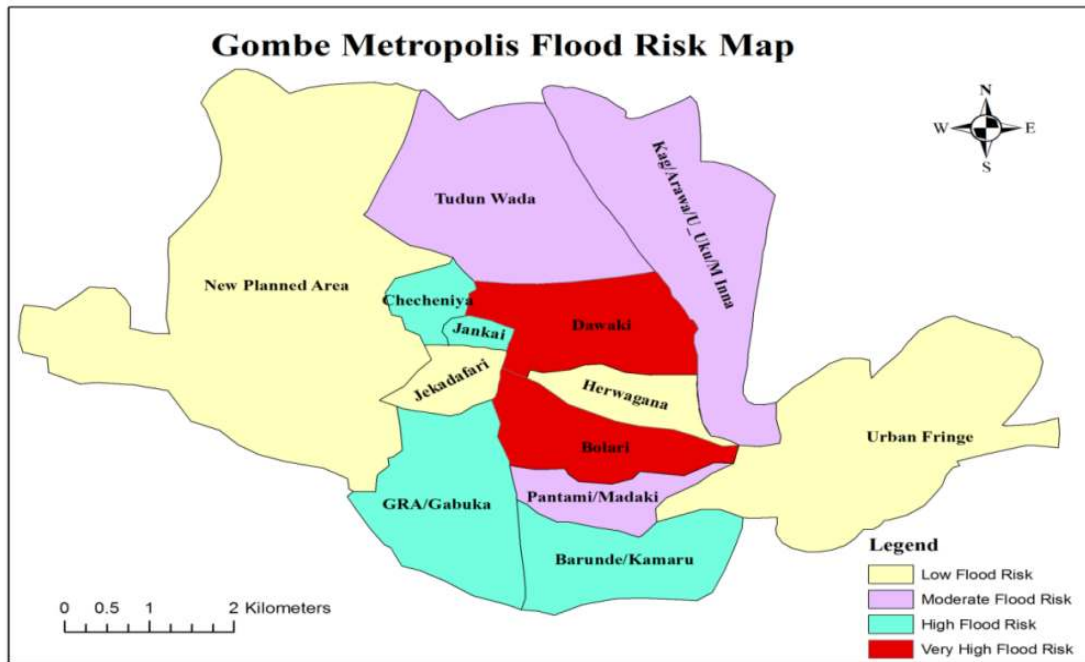 Gombe Metropolis Flood Risk Map
N
W E
S
Kag/Arawa/U_Uku/M Inna
Tudun Wada
New Planned Area
Checheniya
Jankai
Dawaki
Jekadafari
Herwagana
Urban Fringe
Boiari
GRA/Gabuka
Pantami/Madaki
Barunde/Kamaru
Legend
Low Flood Risk
Moderate Flood Risk
High Flood Risk
Very High Flood Risk
0 0.5 1 2 Kilometers